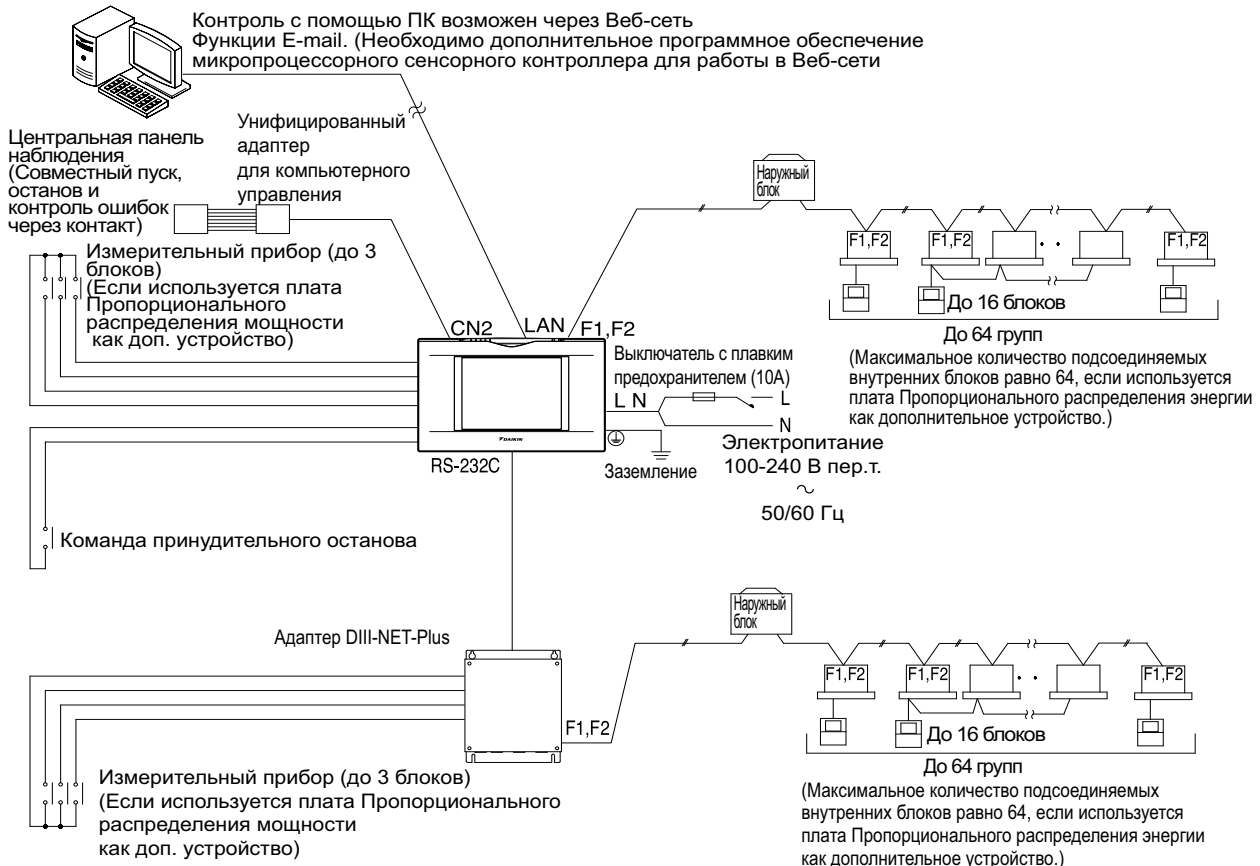 Контроль с помощью ПК возможен через Веб-сеть
Функции E-mail. (Необходимо дополнительное программное обеспечение
микропроцессорного сенсорного контроллера для работы в Веб-сети
Центральная панель
наблюдения
(Совместный пуск,
останов и
контроль ошибок
через контакт)
Унифицированный
адаптер
для компьютерного
управления
Измерительный прибор (до 3
блоков)
(Если используется плата
Пропорционального
распределения мощности
как доп. устройство)
CN2
LAN
F1,F2
Наружный
блок
F1,F2
F1,F2
F1,F2
До 16 блоков
До 64 групп
(Максимальное количество подсоединяемых
внутренних блоков равно 64, если используется
плата Пропорционального распределения энергии
как дополнительное устройство.)
Выключатель с плавким
предохранителем (10А)
L N
L
N
DAIKIN
RS-232C
Заземление
Электропитание
100-240 В пер.т.
~
50/60 Гц
Команда принудительного останова
Адаптер DIII-NET-Plus
F1,F2
Наружный
блок
F1,F2
F1,F2
F1,F2
До 16 блоков
До 64 групп
(Максимальное количество подсоединяемых
внутренних блоков равно 64, если используется
плата Пропорционального распределения энергии
как дополнительное устройство.)
Измерительный прибор (до 3 блоков)
(Если используется плата Пропорционального
распределения мощности
как доп. устройство)